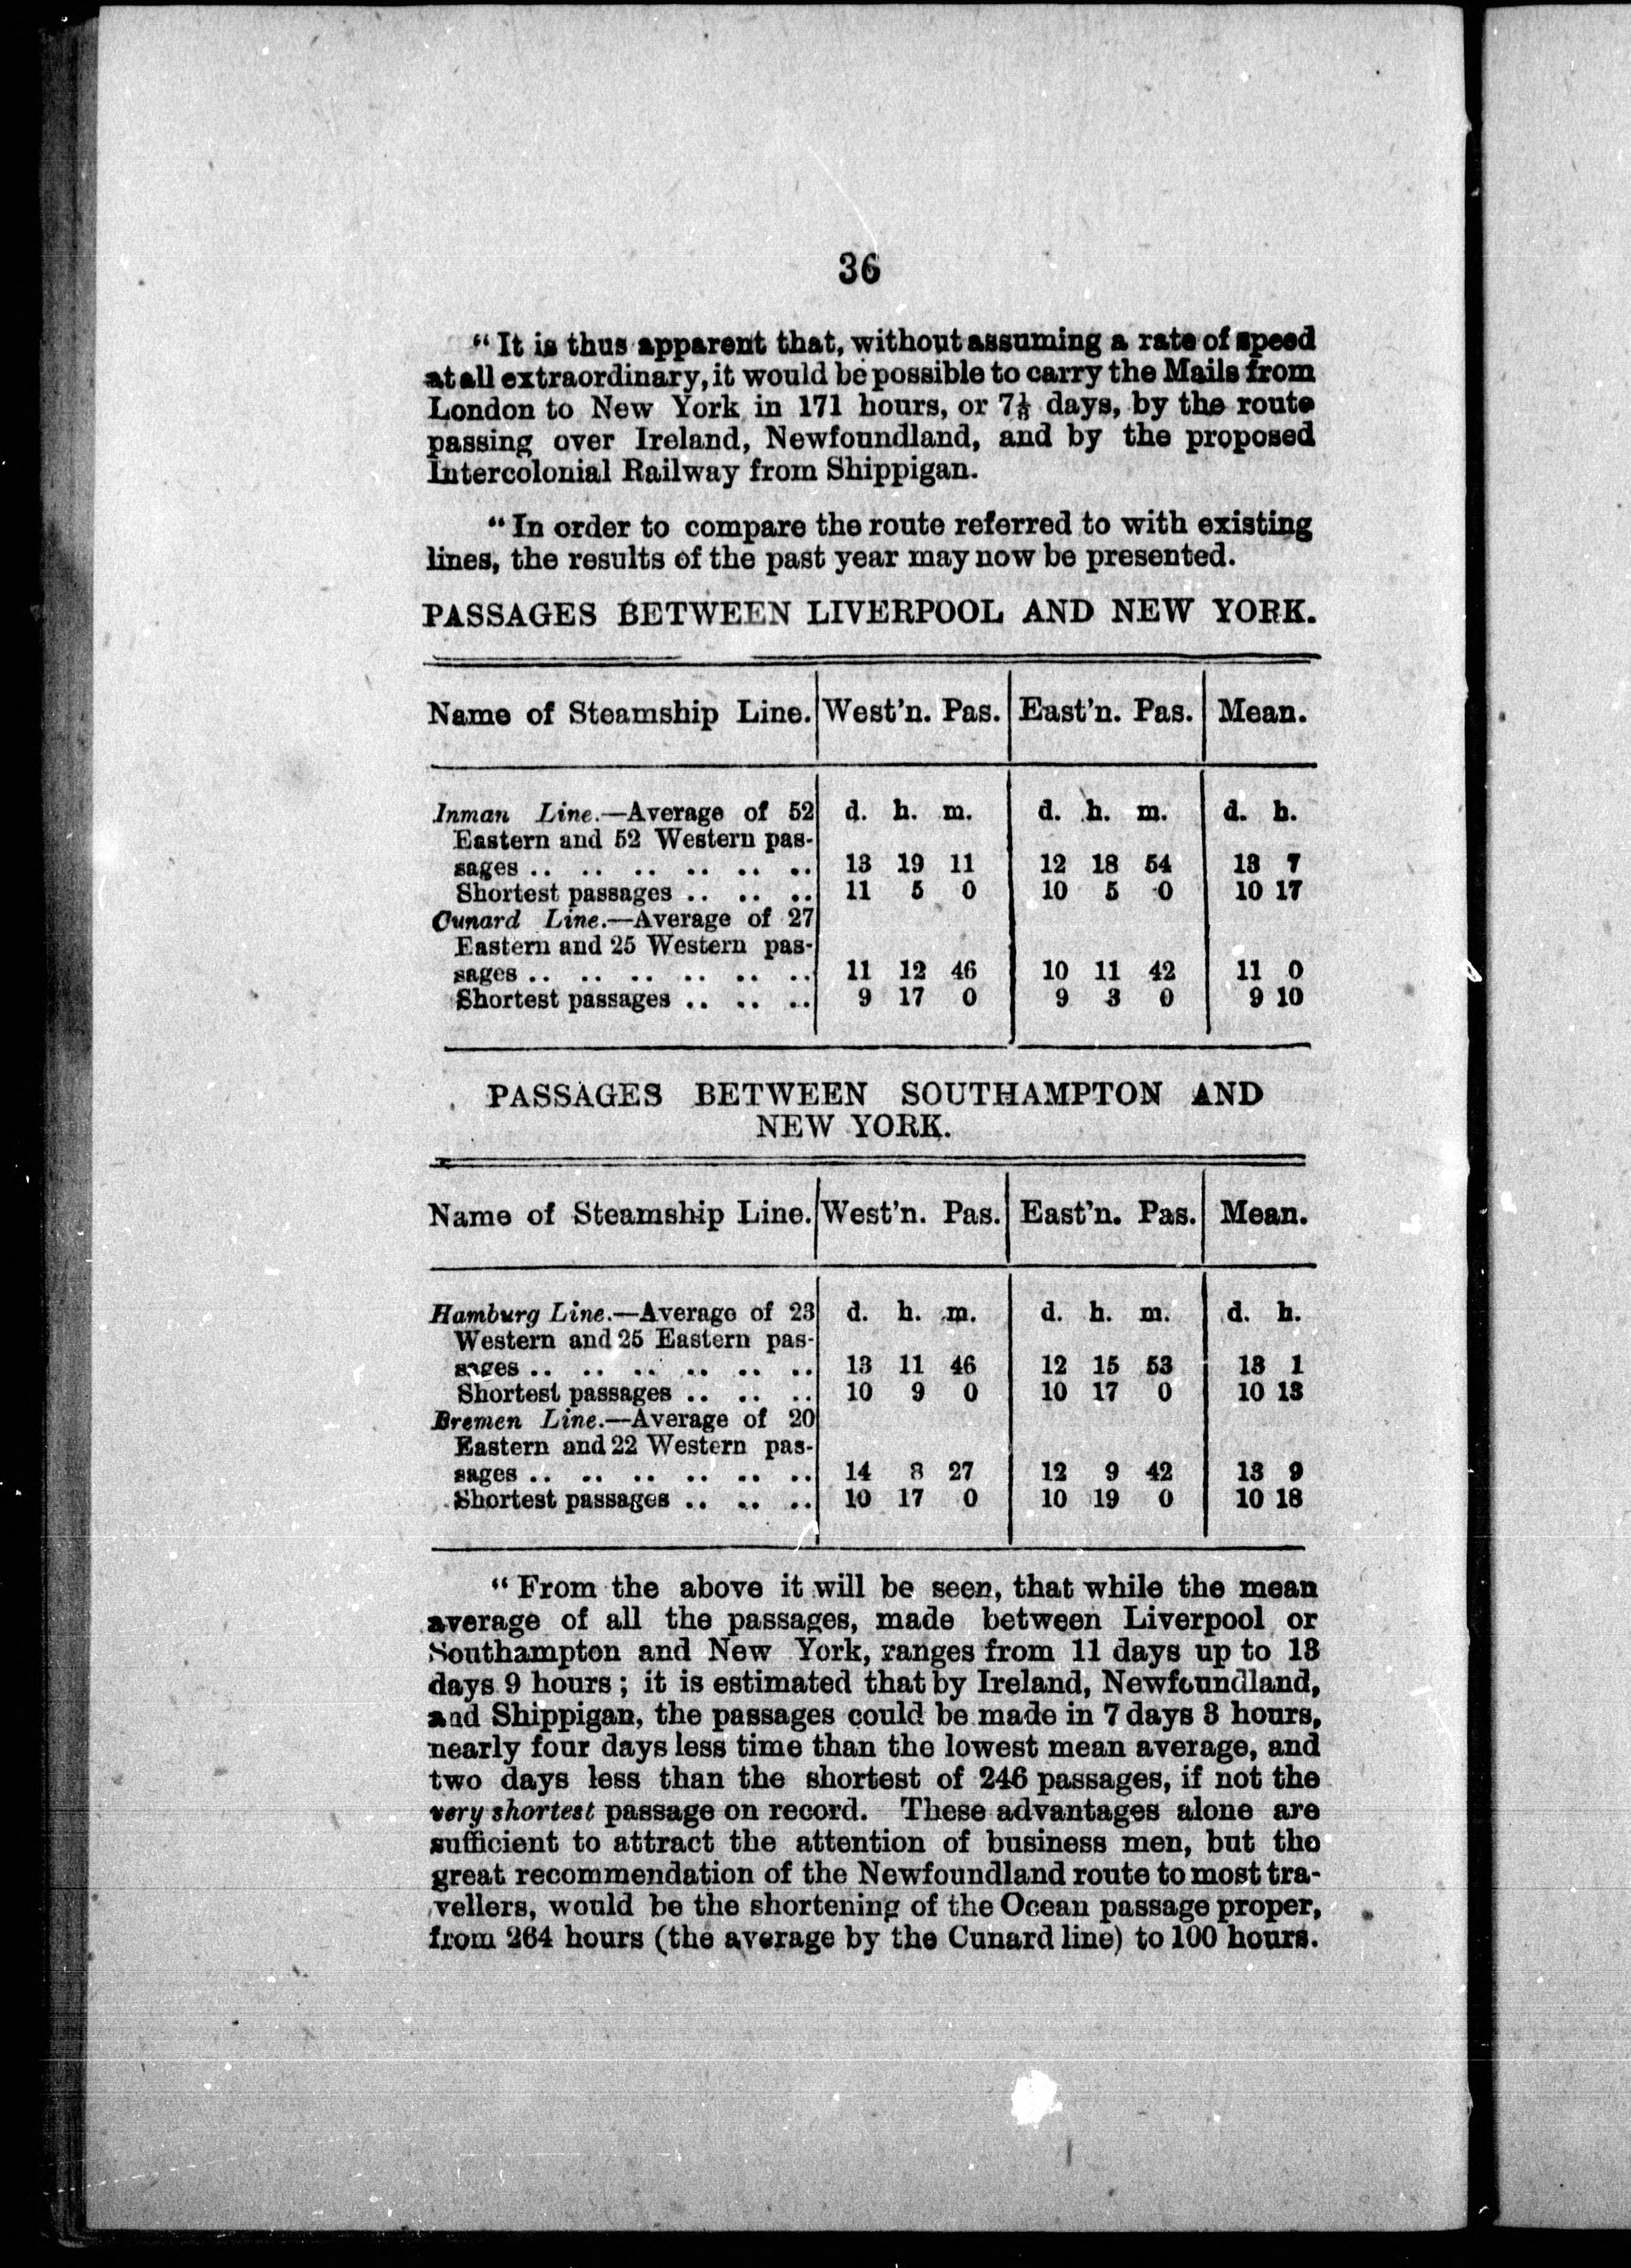 36
“It is thus apparent that, without assuming a rate of speed
at all extraordinary, it would be possible to carry the Mails from
London to New York in 171 hours, or 7⅛ days, by the route
passing over Ireland, Newfoundland, and by the proposed
Intercolonial Railway from Shippigan.
“In order to compare the route referred to with existing
lines, the results of the past year may now be presented.
PASSAGES BETWEEN LIVERPOOL AND NEW YORK.
Name of Steamship Line. West’n. Pas. East’n. Pas. Mean.
Inman Line.—Average of 52 d. h. m. d. h. m. d. h.
Eastern and 52 Western pas-
sages .. .. .. .. .. .. .. 13 19 11 12 18 54 13 7
Shortest passages .. .. .. 11 5 0 10 5 0 10 17
Cunard Line.—Average of 27
Eastern and 25 Western pas-
sages .. .. .. .. .. .. .. 11 12 46 10 11 42 11 0
Shortest passages .. .. .. 9 17 0 9 3 0 9 10
PASSAGES BETWEEN SOUTHAMPTON AND
NEW YORK.
Name of Steamship Line. West’n. Pas. East’n. Pas. Mean.
Hamburg Line.—Average of 23 d. h. m. d. h. m. d. h.
Western and 25 Eastern pas-
sages .. .. .. .. .. .. .. 13 11 46 12 15 53 13 1
Shortest passages .. .. .. 10 9 0 10 17 0 10 13
Bremen Line.—Average of 20
Eastern and 22 Western pas-
sages .. .. .. .. .. .. .. 14 8 27 12 9 42 13 9
Shortest passages .. .. .. 10 17 0 10 19 0 10 18
“From the above it will be seen, that while the mean
average of all the passages, made between Liverpool or
Southampton and New York, ranges from 11 days up to 13
days 9 hours; it is estimated that by Ireland, Newfoundland,
and Shippigan, the passages could be made in 7 days 3 hours,
nearly four days less time than the lowest mean average, and
two days less than the shortest of 246 passages, if not the
very shortest passage on record. These advantages alone are
sufficient to attract the attention of business men, but the
great recommendation of the Newfoundland route to most tra-
vellers, would be the shortening of the Ocean passage proper,
from 264 hours (the average by the Cunard line) to 100 hours.